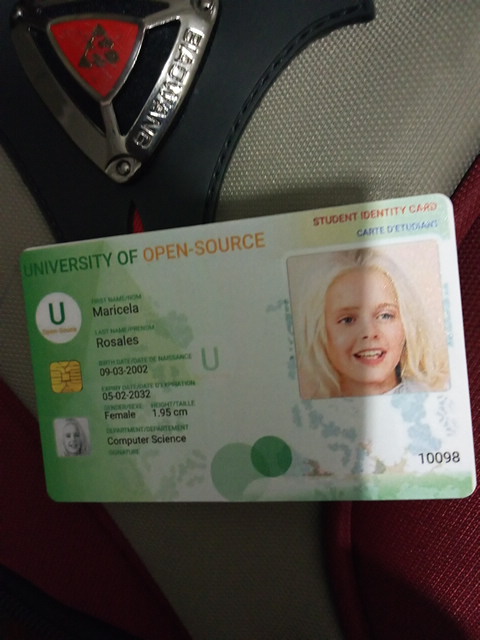 BIAOWANG
UNIVERSITY OF OPEN-SOURCE
STUDENT IDENTITY CARD
CARTE D'ÉTUDIANS
U
Open-Source
FIRST NAME/NOM
Maricela
LAST NAME/PRENOM
Rosales
BIRTH DATE/DATE DE NAISSANCE
09-03-2002
EXPIRY DATE/DATE D'EXPIRATION
05-02-2032
GENDER/SEXE HEIGHT/TAILLE
Female 1.95 cm
DEPARTMENT/DEPARTEMENT
Computer Science
SIGNATURE
U
10098